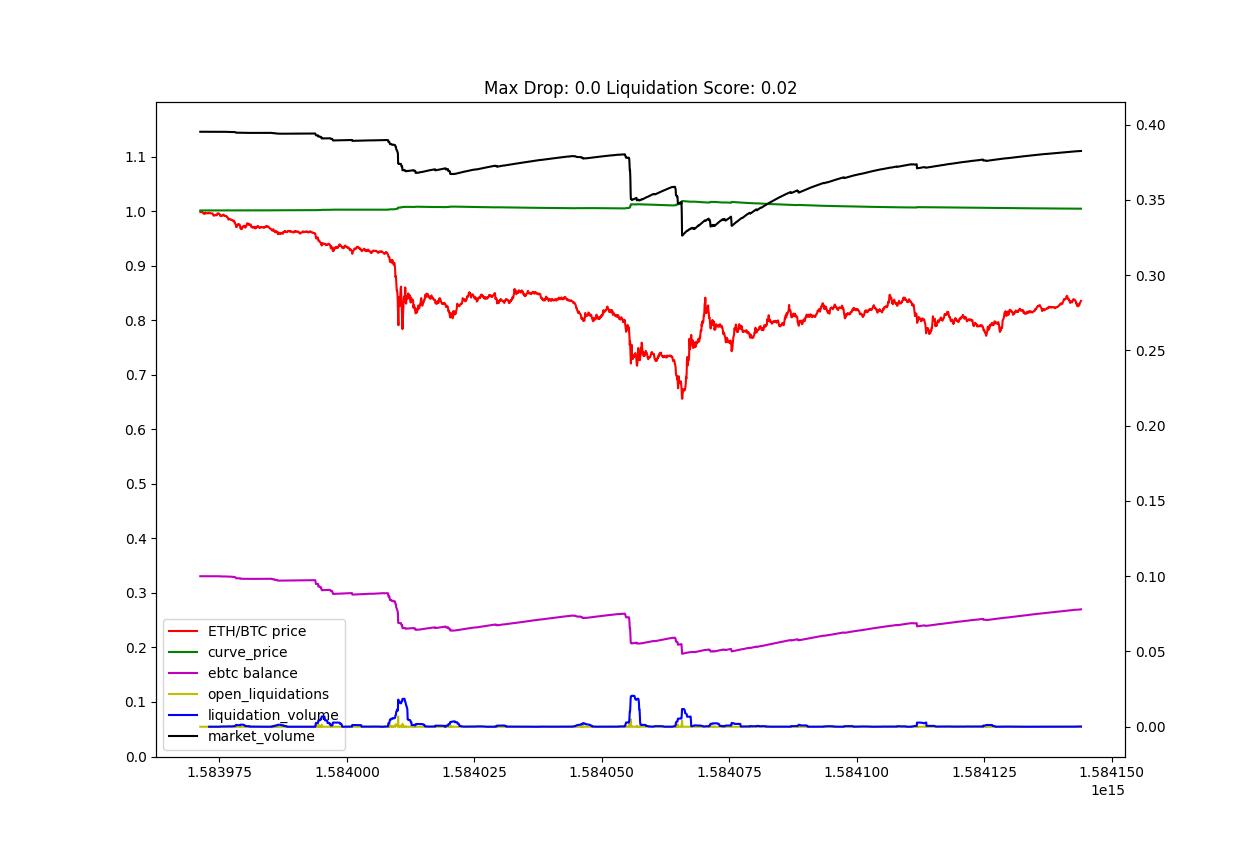 Max Drop: 0.0 Liquidation Score: 0.02
1.1
1.0
0.9
0.8
0.7
0.6
0.5
0.4
0.3
0.2
0.1
0.0
0.40
0.35
0.30
0.25
0.20
0.15
0.10
0.05
0.00
ETH/BTC price
curve_price
ebtc balance
open_liquidations
liquidation_volume
market_volume
1.583975 1.584000 1.584025 1.584050 1.584075 1.584100 1.584125 1.584150
1e15